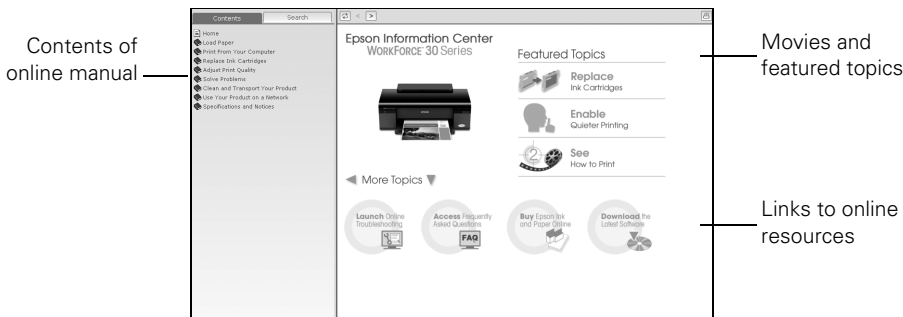 Contents of
online manual
Contents
Search
Home
Load Paper
Print From Your Computer
Replace Ink Cartridges
Adjust Print Quality
Solve Problems
Clean and Transport Your Product
Use Your Product on a Network
Specifications and Notices
< >
Epson Information Center
WORKFORCE 30 Series
Featured Topics
Replace
Ink Cartridges
Enable
Quieter Printing
2
See
How to Print
More Topics
Launch Online
Troubleshooting
Access Frequently
Asked Questions
FAQ
Buy Epson Ink
and Paper Online
Download the
Latest Software
Movies and
featured topics
Links to online
resources